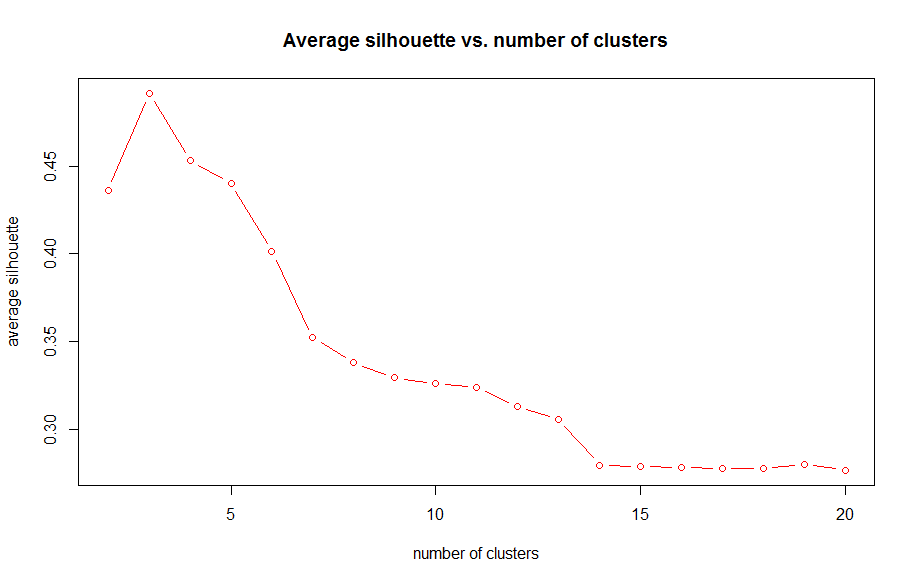 Average silhouette vs. number of clusters
average silhouette
0.45
0.40
0.35
0.30
5 10 15 20
number of clusters